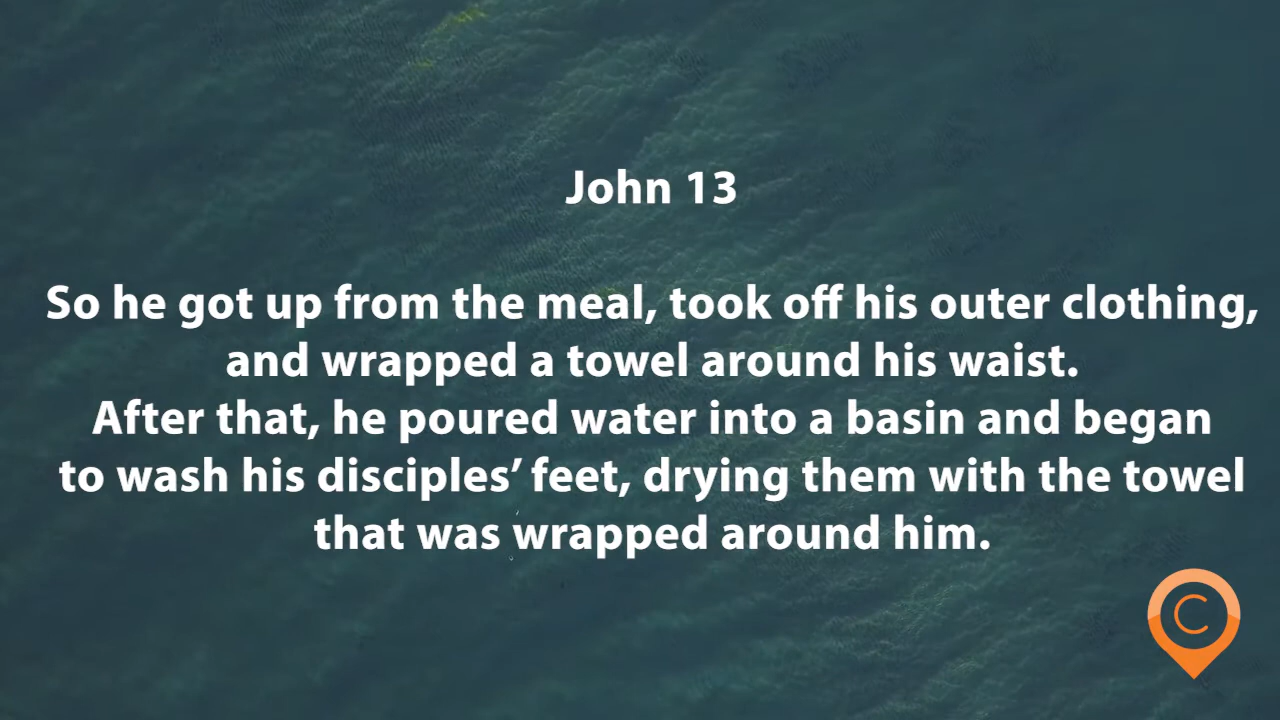 John 13
So he got up from the meal, took off his outer clothing,
and wrapped a towel around his waist.
After that, he poured water into a basin and began
to wash his disciples’ feet, drying them with the towel
that was wrapped around him.
C